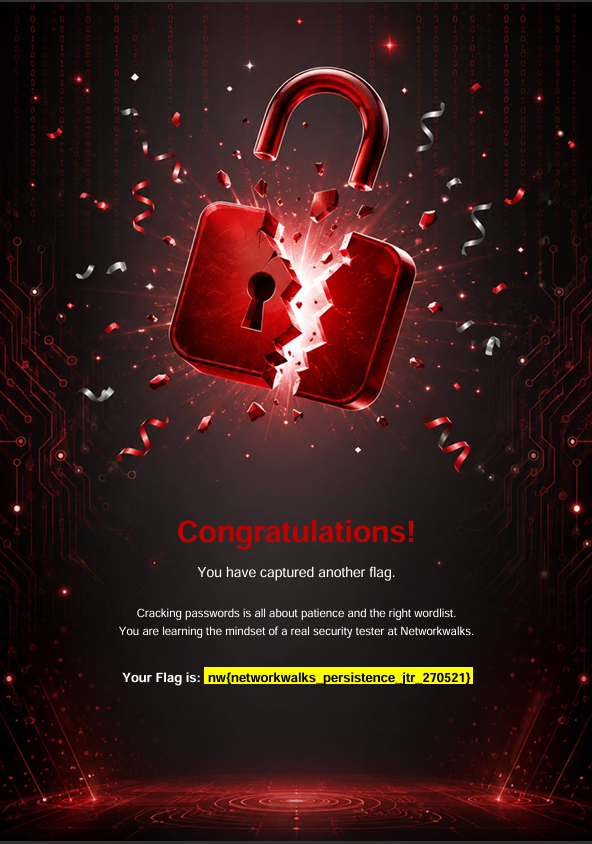 Congratulations!
You have captured another flag.
Cracking passwords is all about patience and the right wordlist.
You are learning the mindset of a real security tester at Networkwalks.
Your Flag is: nw{networkwalks_persistence_jtr_270521}